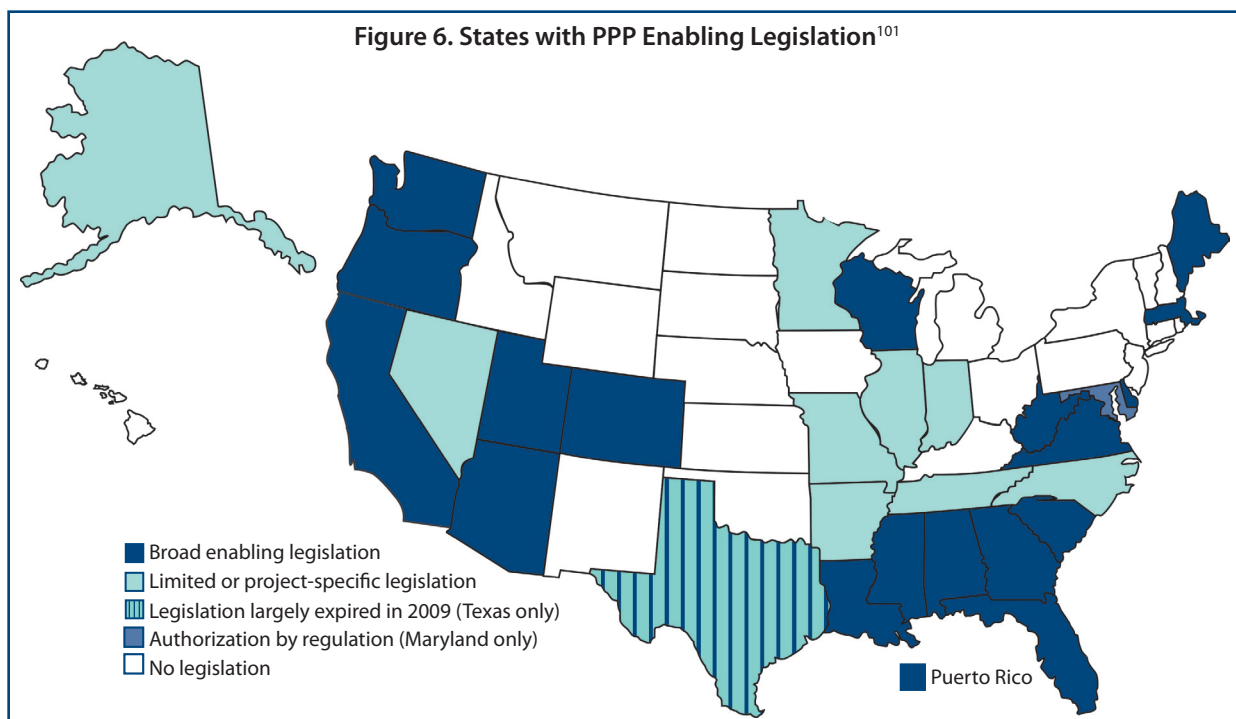 Figure 6. States with PPP Enabling Legislation101
Broad enabling legislation
Limited or project-specific legislation
Legislation largely expired in 2009 (Texas only)
Authorization by regulation (Maryland only)
No legislation
Puerto Rico